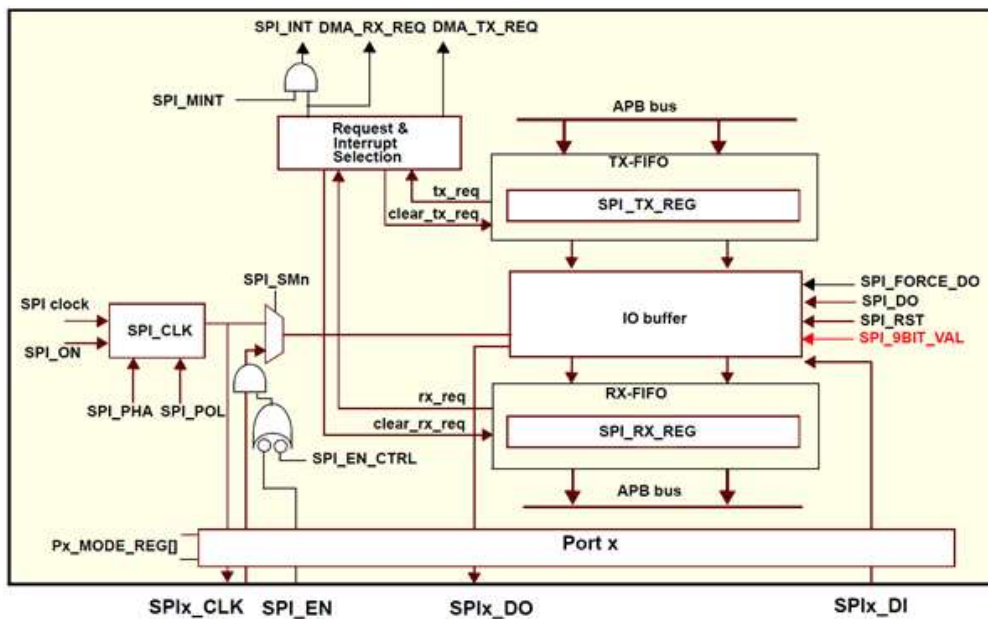 SPI_INT DMA_RX_REQ DMA_TX_REQ
SPI_MINT
APB bus
Request &
Interrupt
Selection
TX-FIFO
tx_req
SPI_TX_REG
clear_tx_req
SPI_SMn
SPI_FORCE_DO
SPI clock
SPI_DO
SPI_CLK
IO buffer
SPI_RST
SPI_ON
SPI_9BIT_VAL
RX-FIFO
rx_req
SPI_PHA SPI_POL
clear_rx_req
SPI_RX_REG
SPI_EN_CTRL
APB bus
Px_MODE_REG[]
Port x
SPIx_CLK SPI_EN SPIx_DO SPIx_DI